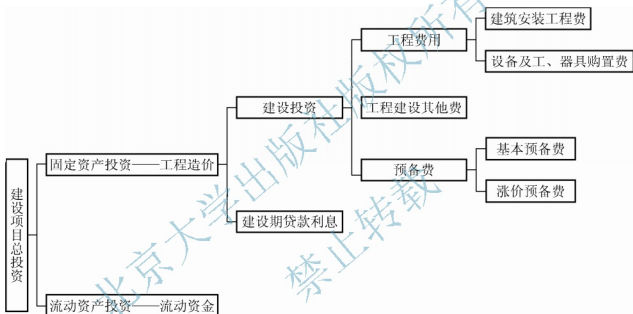 建筑安装工程费
工程费用
设备及工、器具购置费
建设投资
工程建设其他费
基本预备费
固定资产投资——工程造价
预备费
涨价预备费
建设项目总投资
建设期贷款利息
流动资产投资——流动资金
北京大学出版社版权所有
禁止转载